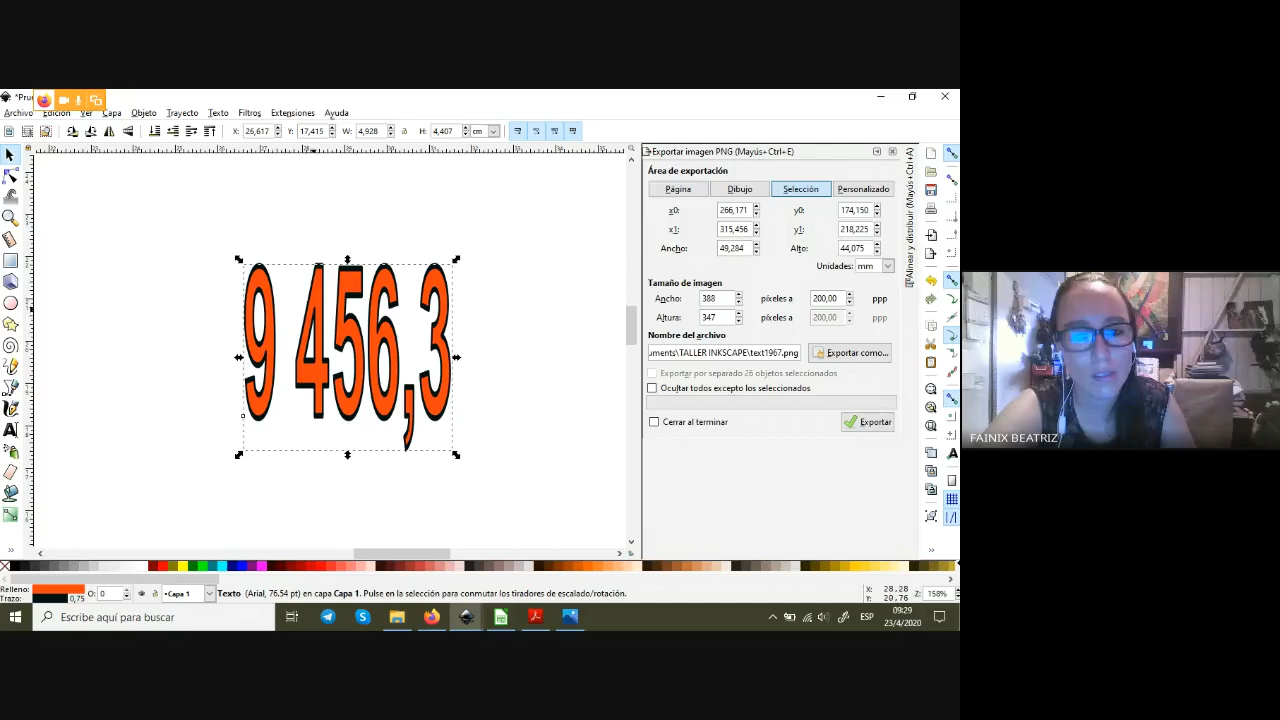 *Pru
Archivo Edición Ver Capa Objeto Trayecto Texto Filtros Extensiones Ayuda
X: 26,617 Y: 17,415 W: 4,928 H: 4,407 cm
Exportar imagen PNG (Mayús+Ctrl+E)
Área de exportación
Página Dibujo Selección Personalizado
x0: 266,171 y0: 174,150
x1: 315,456 y1: 218,225
Ancho: 49,284 Alto: 44,075
Unidades: mm
Tamaño de imagen
Ancho: 388 píxeles a 200,00 ppp
Altura: 347 píxeles a 200,00 ppp
Nombre del archivo
uments\TALLER INKSCAPE\text1967.png Exportar como...
Exportar por separado 26 objetos seleccionados
Ocultar todos excepto los seleccionados
Cerrar al terminar Exportar
Alinear y distribuir (Mayús+Ctrl+A)
9 456,3
FAINIX BEATRIZ
Relleno:
Trazo: 0,75
O: 0 •Capa 1 Texto (Arial, 76.54 pt) en capa Capa 1. Pulse en la selección para conmutar los tiradores de escalado/rotación.
X: 28,28
Y: 20,76
Z: 158%
Escribe aquí para buscar
ESP
09:29
23/4/2020